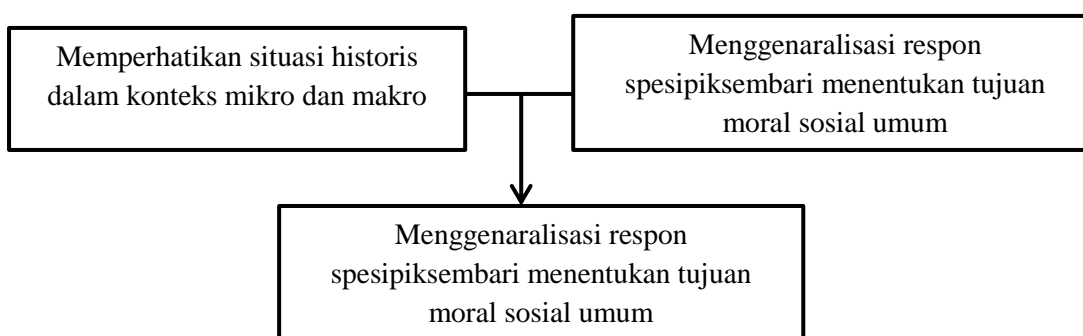 Memperhatikan situasi historis
dalam konteks mikro dan makro
Menggenaralisasi respon
spesipiksembari menentukan tujuan
moral sosial umum
Menggenaralisasi respon
spesipiksembari menentukan tujuan
moral sosial umum